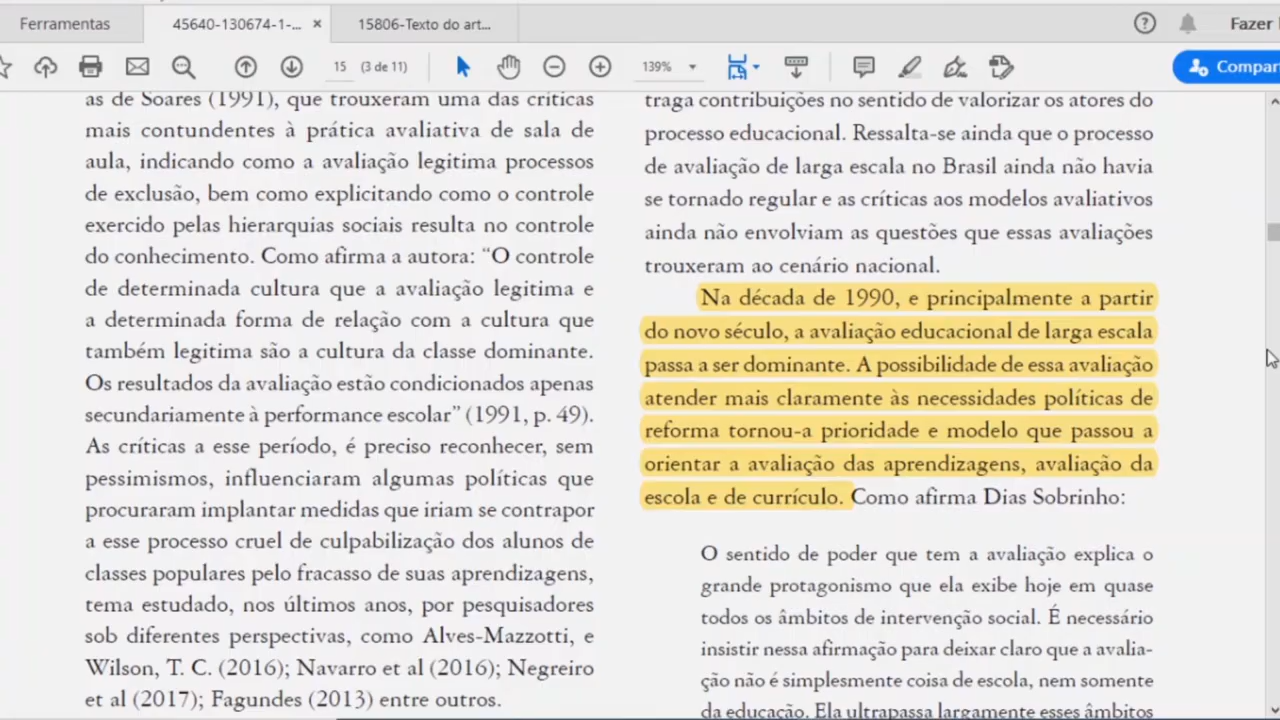 Ferramentas
45640-130674-1-... ×
15806-Texto do art...
Fazer
15 (3 de 11)
139%
Compar
as de Soares (1991), que trouxeram uma das críticas
mais contundentes à prática avaliativa de sala de
aula, indicando como a avaliação legitima processos
de exclusão, bem como explicitando como o controle
exercido pelas hierarquias sociais resulta no controle
do conhecimento. Como afirma a autora: “O controle
de determinada cultura que a avaliação legitima e
a determinada forma de relação com a cultura que
também legitima são a cultura da classe dominante.
Os resultados da avaliação estão condicionados apenas
secundariamente à performance escolar” (1991, p. 49).
As críticas a esse período, é preciso reconhecer, sem
pessimismos, influenciaram algumas políticas que
procuraram implantar medidas que iriam se contrapor
a esse processo cruel de culpabilização dos alunos de
classes populares pelo fracasso de suas aprendizagens,
tema estudado, nos últimos anos, por pesquisadores
sob diferentes perspectivas, como Alves-Mazzotti, e
Wilson, T. C. (2016); Navarro et al (2016); Negreiro
et al (2017); Fagundes (2013) entre outros.
traga contribuições no sentido de valorizar os atores do
processo educacional. Ressalta-se ainda que o processo
de avaliação de larga escala no Brasil ainda não havia
se tornado regular e as críticas aos modelos avaliativos
ainda não envolviam as questões que essas avaliações
trouxeram ao cenário nacional.
Na década de 1990, e principalmente a partir
do novo século, a avaliação educacional de larga escala
passa a ser dominante. A possibilidade de essa avaliação
atender mais claramente às necessidades políticas de
reforma tornou-a prioridade e modelo que passou a
orientar a avaliação das aprendizagens, avaliação da
escola e de currículo. Como afirma Dias Sobrinho:
O sentido de poder que tem a avaliação explica o
grande protagonismo que ela exibe hoje em quase
todos os âmbitos de intervenção social. É necessário
insistir nessa afirmação para deixar claro que a avalia-
ção não é simplesmente coisa de escola, nem somente
da educação. Ela ultrapassa largamente esses âmbitos